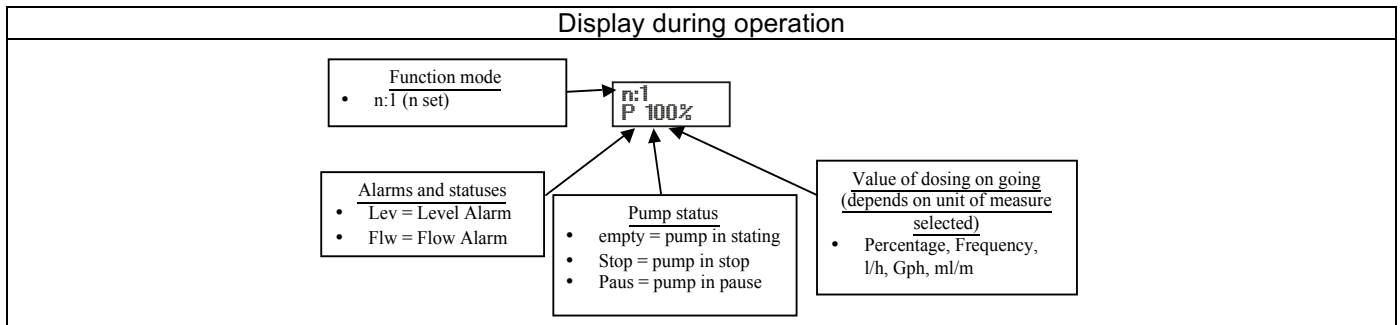 Display during operation
Function mode
• n:1 (n set)
n:1
P 100%
Alarms and statuses
• Lev = Level Alarm
• Flw = Flow Alarm
Pump status
• empty = pump in stating
• Stop = pump in stop
• Paus = pump in pause
Value of dosing on going
(depends on unit of measure
selected)
• Percentage, Frequency,
l/h, Gph, ml/m